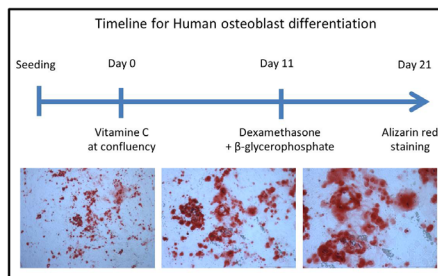 Timeline for Human osteoblast differentiation
Seeding
Day 0
Day 11
Day 21
Vitamine C
at confluency
Dexamethasone
+ β-glycerophosphate
Alizarin red
staining